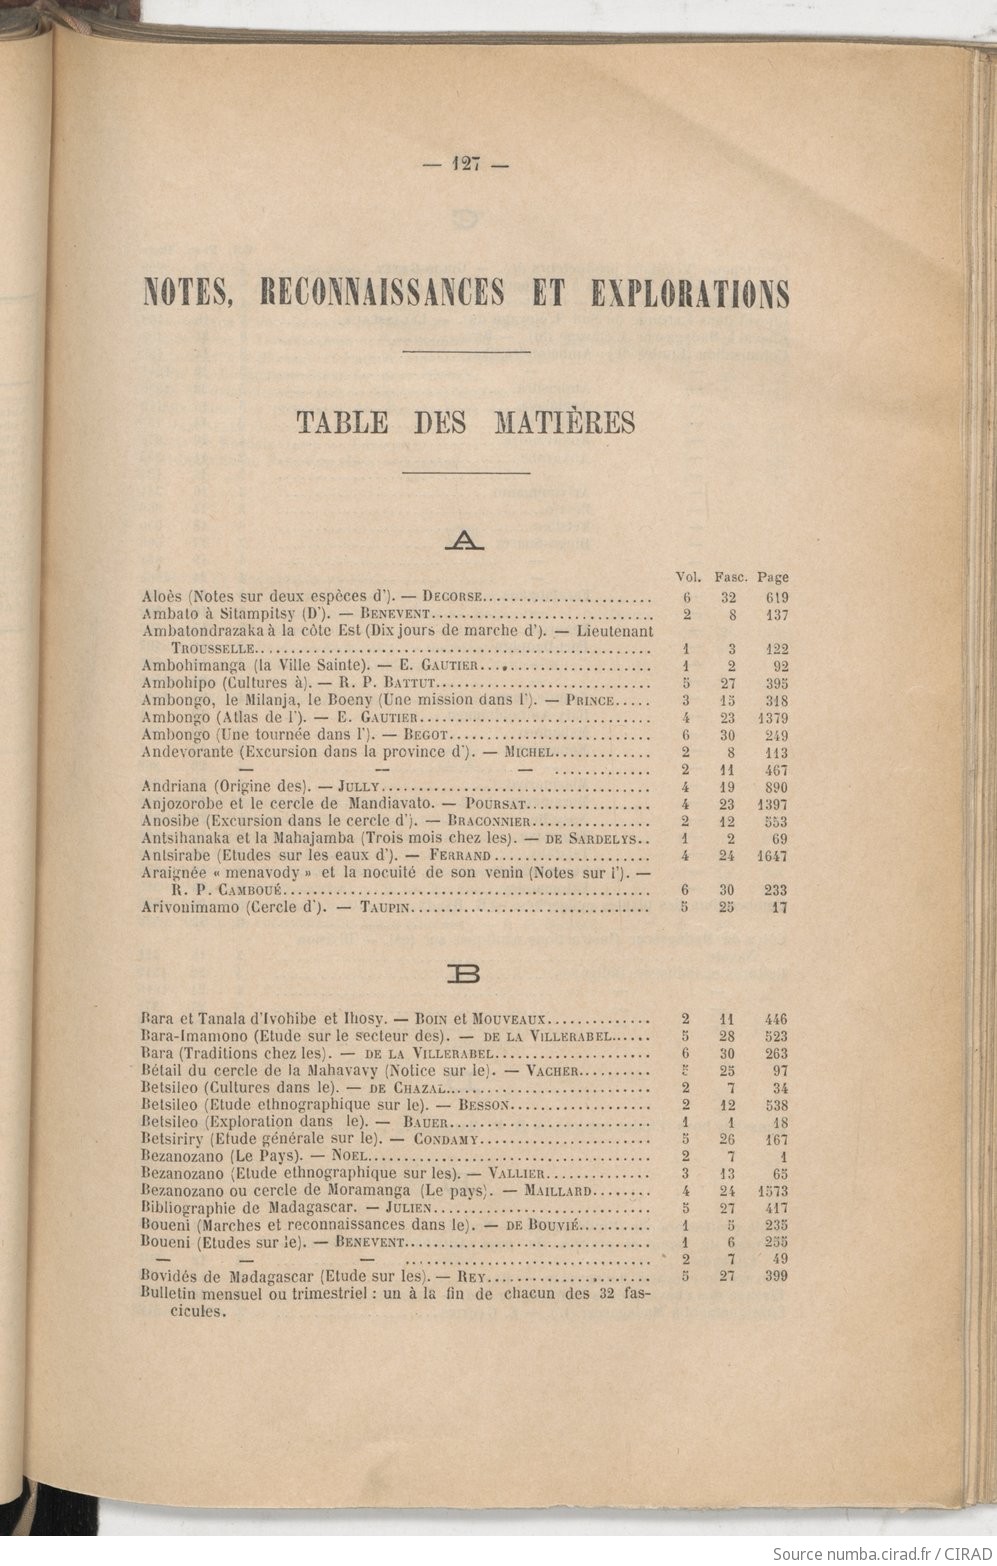 — 127 —
NOTES, RECONNAISSANCES ET EXPLORATIONS
TABLE DES MATIÈRES
A
Vol. Fasc. Page
Aloès (Notes sur deux espèces d'). — DECORSE....................... 6 32 619
Ambato à Sitampitsy (D'). — BENEVENT............................. 2 8 137
Ambatondrazaka à la côte Est (Dix jours de marche d'). — Lieutenant
TROUSSELLE.................................................. 1 3 122
Ambohimanga (la Ville Sainte). — E. GAUTIER....................... 1 2 92
Ambohipo (Cultures à). — R. P. BATTUT............................. 5 27 395
Ambongo, le Milanja, le Boeny (Une mission dans l'). — PRINCE..... 3 15 318
Ambongo (Atlas de l'). — E. GAUTIER............................... 4 23 1379
Ambongo (Une tournée dans l'). — BEGOT........................... 6 30 249
Andevorante (Excursion dans la province d'). — MICHEL............. 2 8 113
— — — ............. 2 11 467
Andriana (Origine des). — JULLY................................... 4 19 890
Anjozorobe et le cercle de Mandiavato. — POURSAT................. 4 23 1397
Anosibe (Excursion dans le cercle d'). — BRACONNIER................ 2 12 553
Antsihanaka et la Mahajamba (Trois mois chez les). — DE SARDELYS.. 1 2 69
Antsirabe (Etudes sur les eaux d'). — FERRAND..................... 4 24 1647
Araignée « menavody » et la nocuité de son venin (Notes sur l'). —
R. P. CAMBOUÉ................................................ 6 30 233
Arivonimamo (Cercle d'). — TAUPIN................................ 5 25 17
B
Bara et Tanala d'Ivohibe et Ihosy. — BOIN et MOUVEAUX.............. 2 11 446
Bara-Imamono (Etude sur le secteur des). — DE LA VILLERABEL...... 5 28 523
Bara (Traditions chez les). — DE LA VILLERABEL..................... 6 30 263
Bétail du cercle de la Mahavavy (Notice sur le). — VACHER.......... 5 25 97
Betsileo (Cultures dans le). — DE CHAZAL........................... 2 7 34
Betsileo (Etude ethnographique sur le). — BESSON................... 2 12 538
Betsileo (Exploration dans le). — BAUER........................... 1 1 18
Betsiriry (Etude générale sur le). — CONDAMY....................... 5 26 167
Bezanozano (Le Pays). — NOEL...................................... 2 7 1
Bezanozano (Etude ethnographique sur les). — VALLIER.............. 3 13 65
Bezanozano ou cercle de Moramanga (Le pays). — MAILLARD........ 4 24 1573
Bibliographie de Madagascar. — JULIEN............................. 5 27 417
Boueni (Marches et reconnaissances dans le). — DE BOUVIÉ.......... 1 5 235
Boueni (Etudes sur le). — BENEVENT................................ 1 6 255
— — — ................................ 2 7 49
Bovidés de Madagascar (Etude sur les). — REY...................... 5 27 399
Bulletin mensuel ou trimestriel : un à la fin de chacun des 32 fas-
cicules.
Source numba.cirad.fr / CIRAD